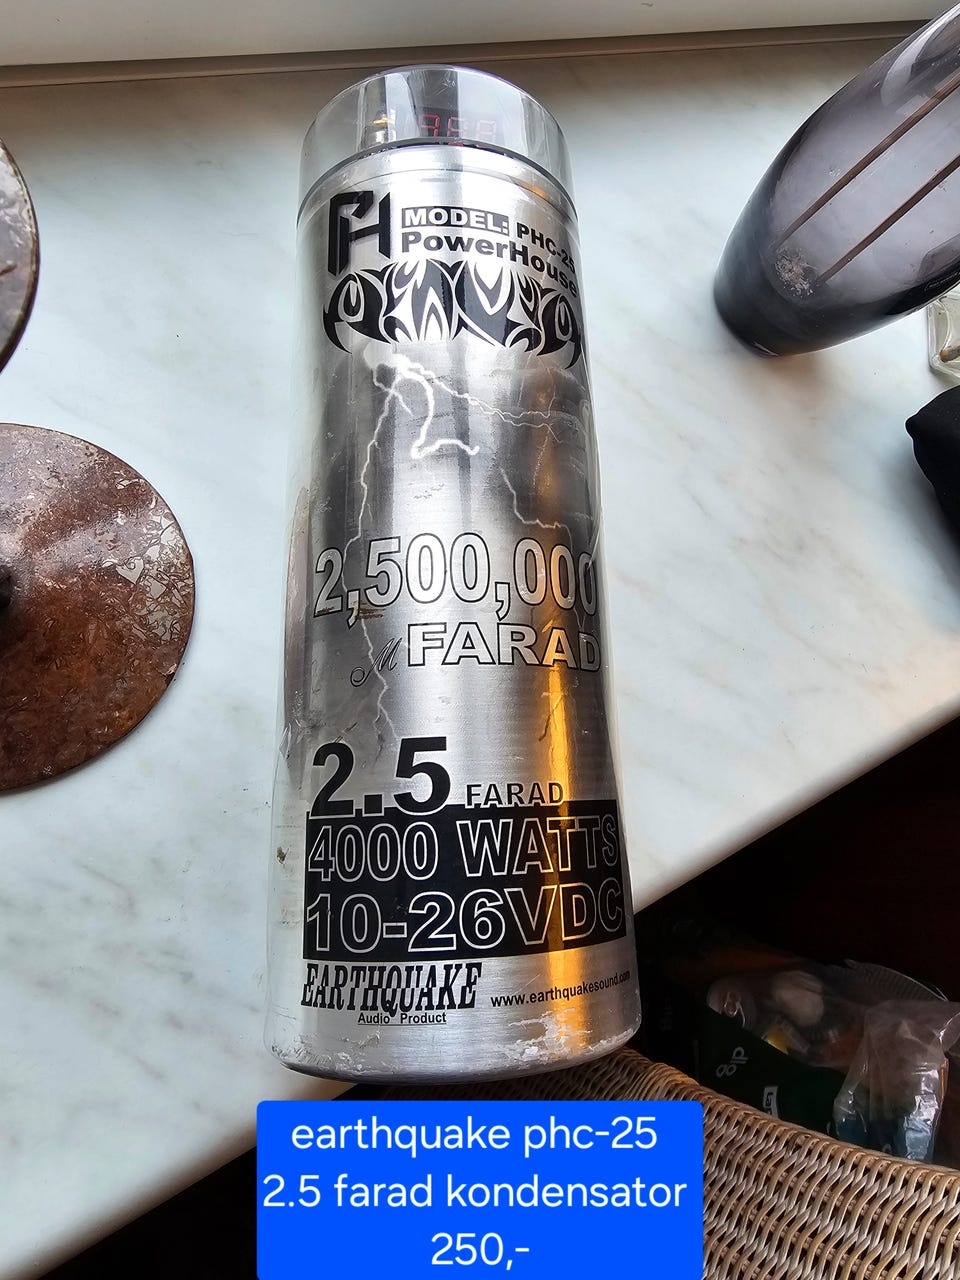 PH
MODEL: PHC-25
PowerHouse
2,500,000
M FARAD
2.5 FARAD
4000 WATTS
10-26VDC
EARTHQUAKE
www.earthquakesound.com
Audio Product
earthquake phc-25
2.5 farad kondensator
250,-